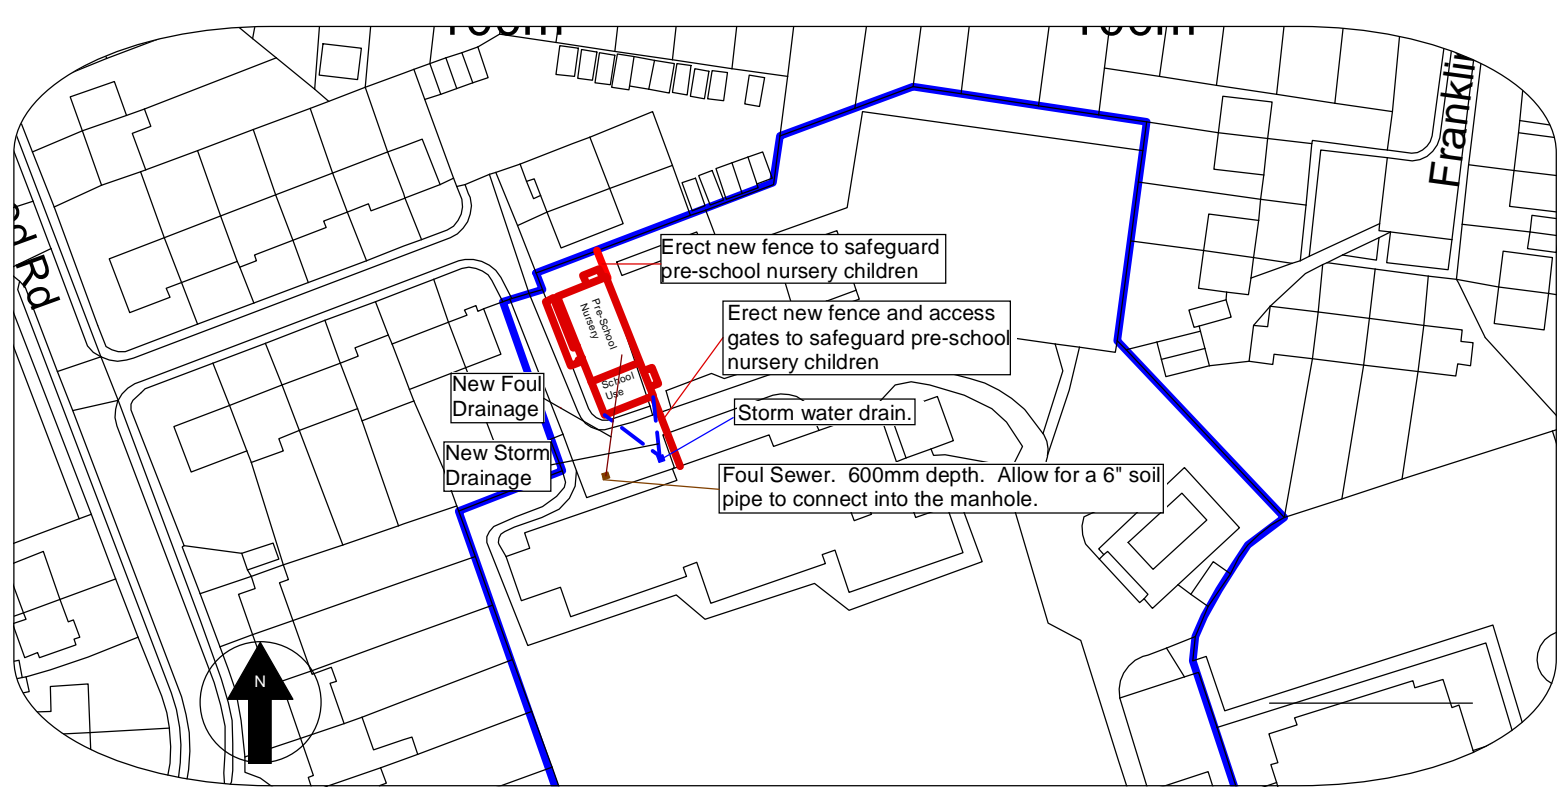 Erect new fence to safeguard
pre-school nursery children
Erect new fence and access
gates to safeguard pre-school
nursery children
Pre-School
Nursery
School
Use
New Foul
Drainage
Storm water drain.
New Storm
Drainage
Foul Sewer.  600mm depth.  Allow for a 6" soil
pipe to connect into the manhole.
Rd
N